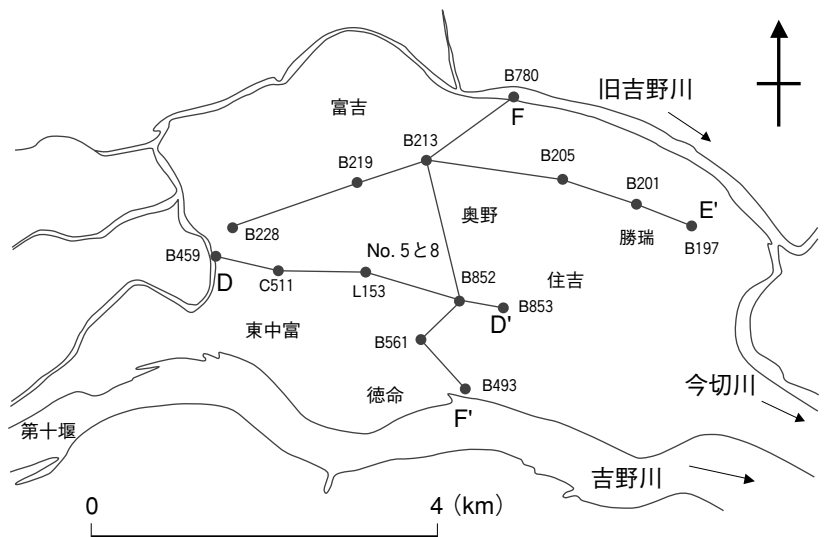 B780
旧吉野川
富吉
F
B213
B205
B219
B201
E'
奥野
勝瑞
B228
B197
No. 5と8
B459
D
C511
L153
B852
住吉
B853
D'
東中富
B561
今切川
徳命
B493
F'
第十堰
吉野川
0
4（km）